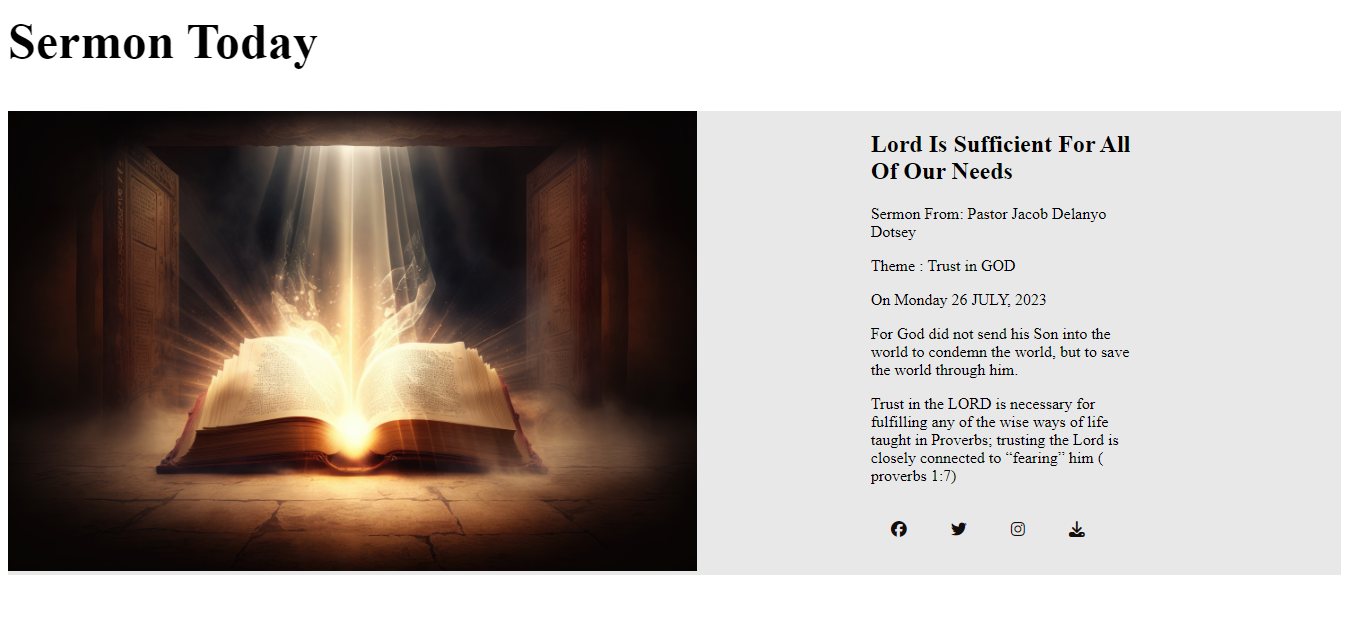 Sermon Today
Lord Is Sufficient For All
Of Our Needs
Sermon From: Pastor Jacob Delanyo
Dotsey
Theme : Trust in GOD
On Monday 26 JULY, 2023
For God did not send his Son into the
world to condemn the world, but to save
the world through him.
Trust in the LORD is necessary for
fulfilling any of the wise ways of life
taught in Proverbs; trusting the Lord is
closely connected to “fearing” him (
proverbs 1:7)